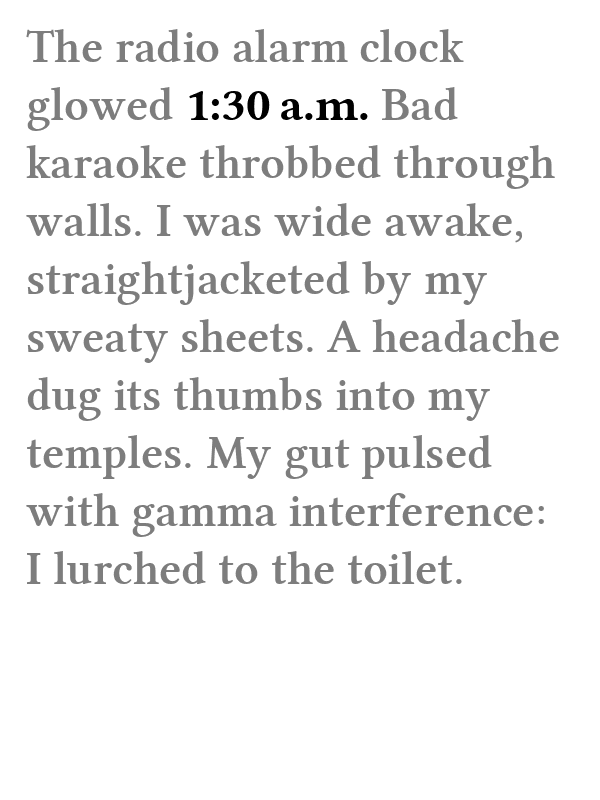 The radio alarm clock
glowed 1:30 a.m. Bad
karaoke throbbed through
walls. I was wide awake,
straightjacketed by my
sweaty sheets. A headache
dug its thumbs into my
temples. My gut pulsed
with gamma interference:
I lurched to the toilet.